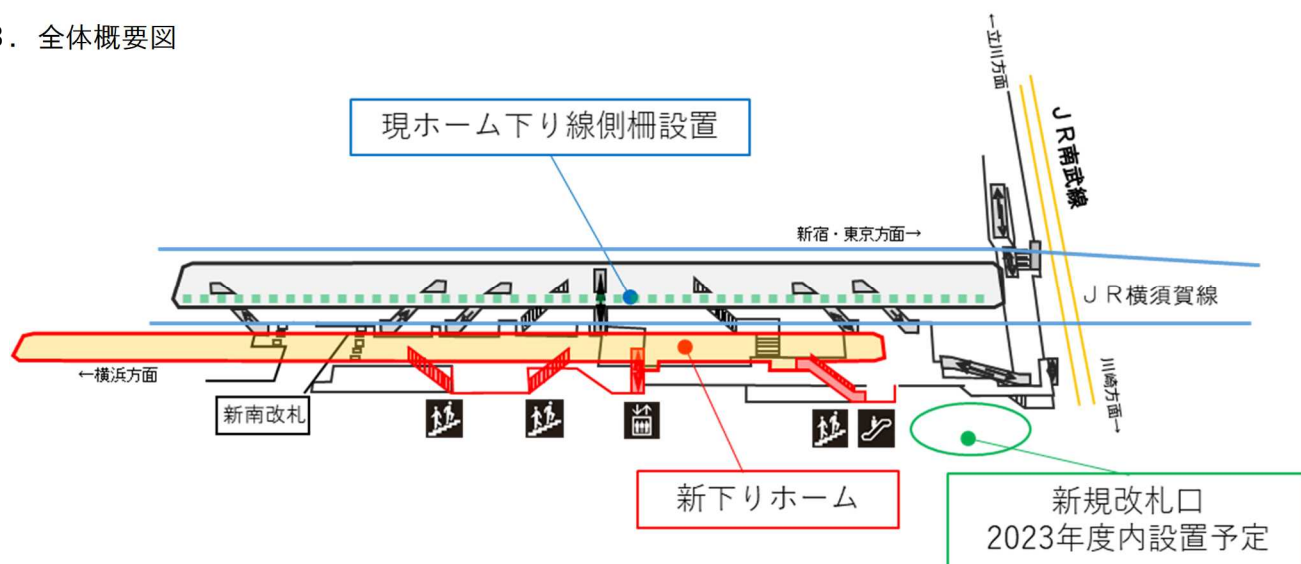 3. 全体概要図
←立川方面
JR南武線
現ホーム下り線側柵設置
新宿・東京方面→
JR横須賀線
←横浜方面
川崎方面→
新南改札
新下りホーム
新規改札口
2023年度内設置予定